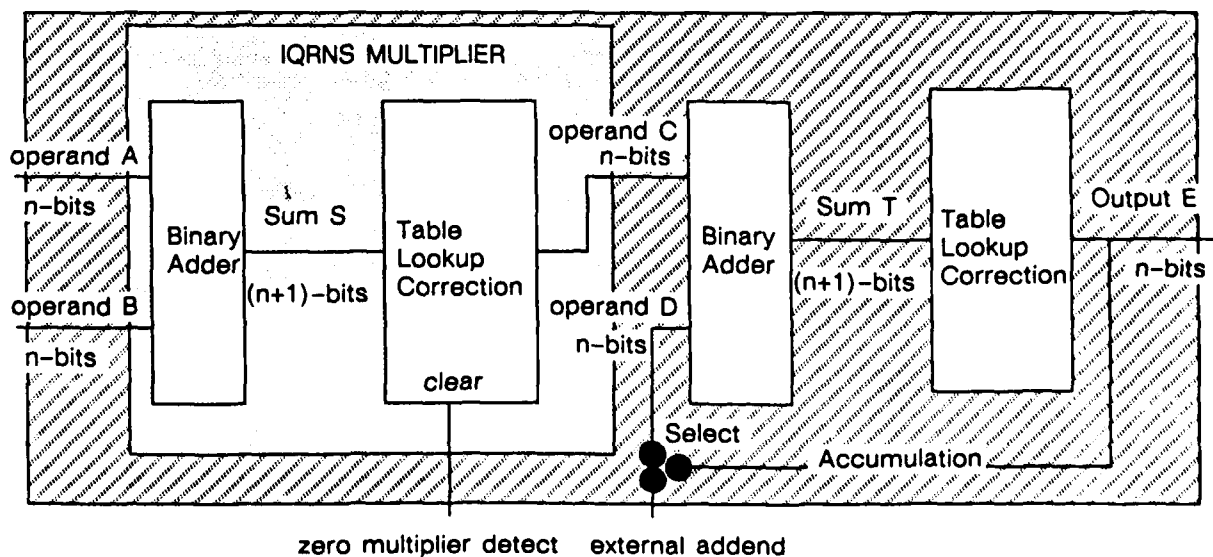 IQRNS MULTIPLIER
operand A
n-bits
operand B
n-bits
Binary
Adder
Sum S
(n+1)-bits
Table
Lookup
Correction
clear
operand C
n-bits
operand D
n-bits
Binary
Adder
Sum T
(n+1)-bits
Table
Lookup
Correction
Output E
n-bits
Select
Accumulation
zero multiplier detect
external addend